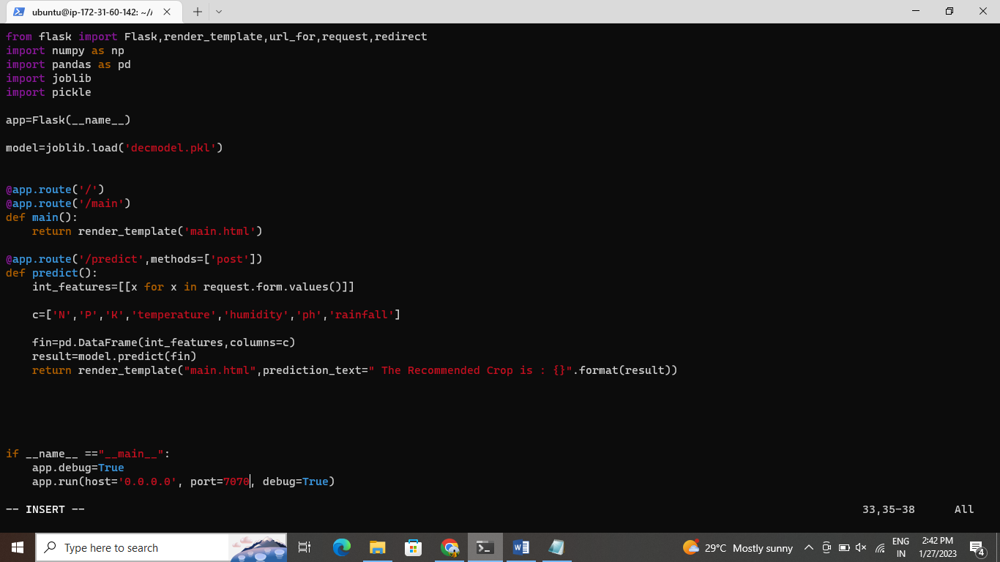 ubuntu@ip-172-31-60-142: ~/
from flask import Flask,render_template,url_for,request,redirect
import numpy as np
import pandas as pd
import joblib
import pickle
app=Flask(__name__)
model=joblib.load('decmodel.pkl')
@app.route('/')
@app.route('/main')
def main():
    return render_template('main.html')
@app.route('/predict',methods=['post'])
def predict():
    int_features=[[x for x in request.form.values()]]
    c=['N','P','K','temperature','humidity','ph','rainfall']
    fin=pd.DataFrame(int_features,columns=c)
    result=model.predict(fin)
    return render_template("main.html",prediction_text=" The Recommended Crop is : {}".format(result))
if __name__ =="__main__":
    app.debug=True
    app.run(host='0.0.0.0', port=7070, debug=True)
-- INSERT -- 33,35-38 All
Type here to search 29°C Mostly sunny ENG IN 2:42 PM 1/27/2023 4